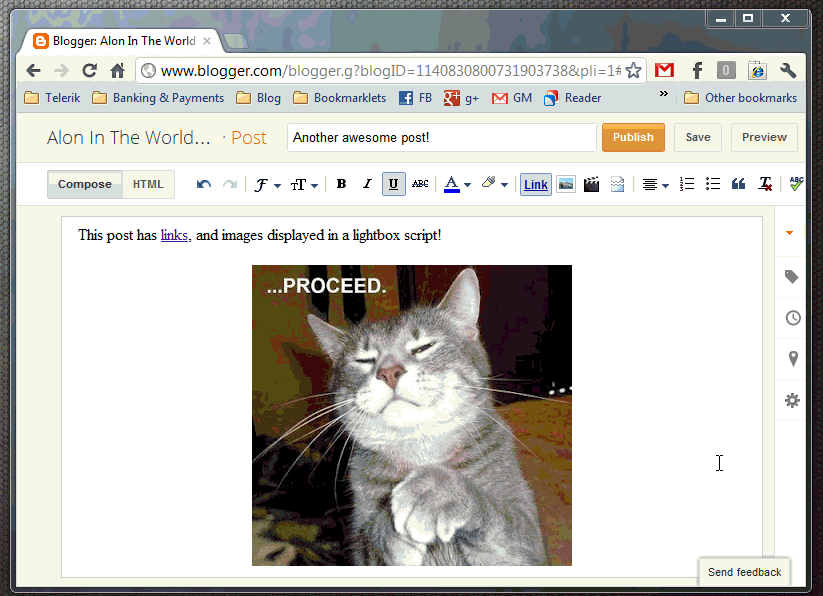 Blogger: Alon In The World
www.blogger.com/blogger.g?blogID=1140830800731903738&pli=1#
0
Telerik Banking & Payments Blog Bookmarklets FB g+ GM Reader » Other bookmarks
Alon In The World... · Post Another awesome post! Publish Save Preview
Compose HTML B I U ABC A Link ABC
This post has links, and images displayed in a lightbox script!
...PROCEED.
Send feedback